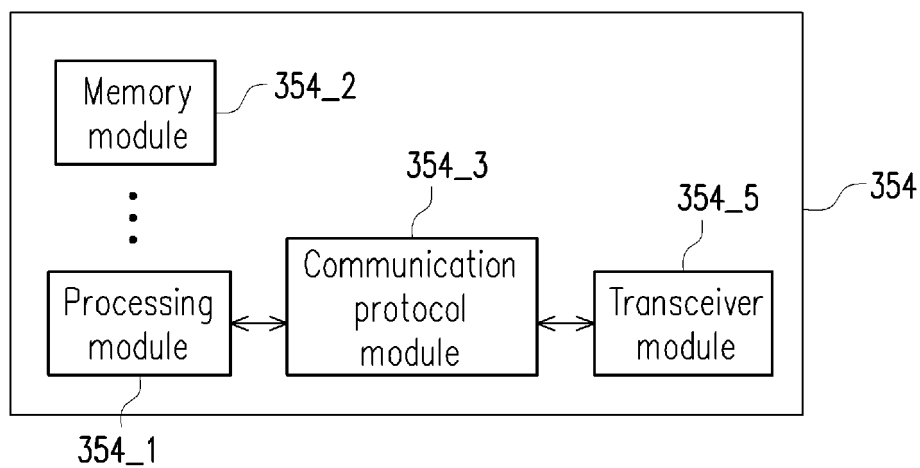 Memory
module
354_2
354_3
354
354_5
Processing
module
Communication
protocol
module
Transceiver
module
354_1